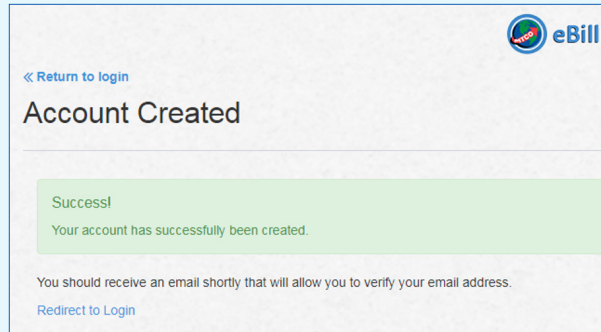 MITCO eBill
« Return to login
Account Created
Success!
Your account has successfully been created.
You should receive an email shortly that will allow you to verify your email address.
Redirect to Login